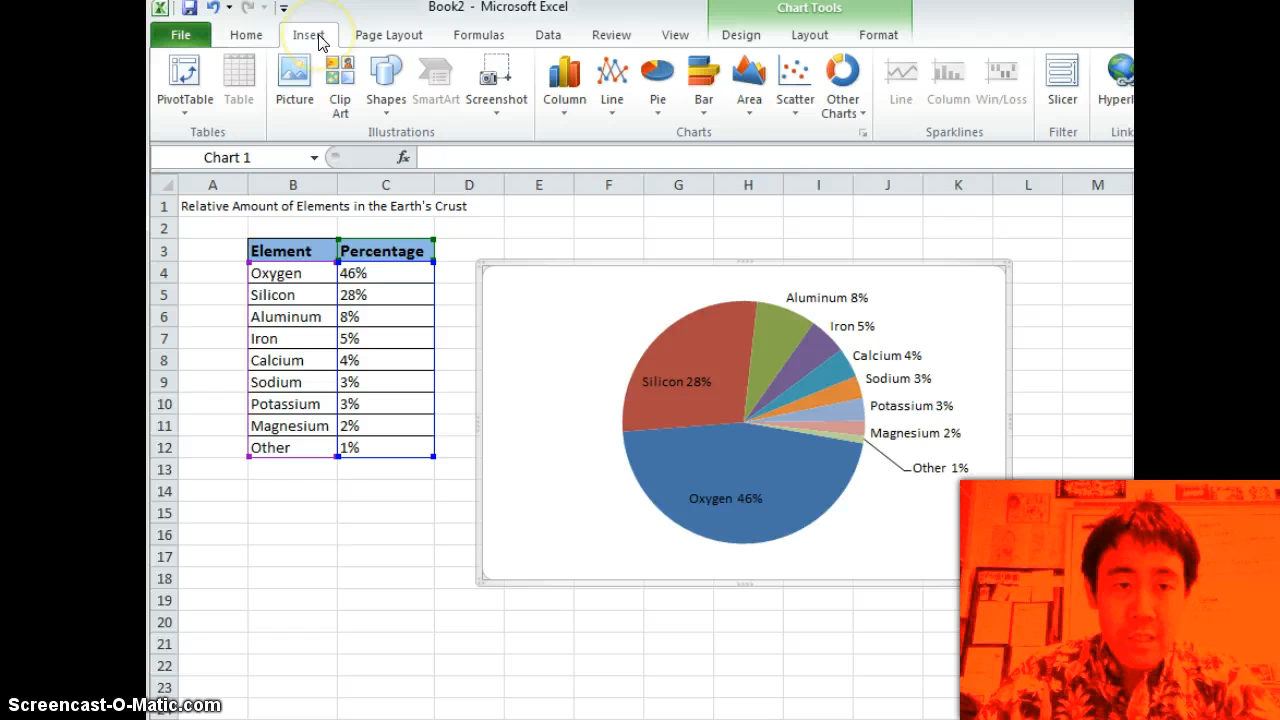 Book2 - Microsoft Excel
Chart Tools
File Home Insert Page Layout Formulas Data Review View Design Layout Format
PivotTable Table Picture Clip Art Shapes SmartArt Screenshot Column Line Pie Bar Area Scatter Other Charts Line Column Win/Loss Slicer Hyperl
Tables Illustrations Charts Sparklines Filter Link
Chart 1 fx
A B C D E F G H I J K L M
1 Relative Amount of Elements in the Earth's Crust
2
3 Element Percentage
4 Oxygen 46%
5 Silicon 28%
6 Aluminum 8%
7 Iron 5%
8 Calcium 4%
9 Sodium 3%
10 Potassium 3%
11 Magnesium 2%
12 Other 1%
13
14
15
16
17
18
19
20
21
22
23
Aluminum 8%
Iron 5%
Calcium 4%
Sodium 3%
Potassium 3%
Magnesium 2%
Other 1%
Silicon 28%
Oxygen 46%
Screencast-O-Matic.com